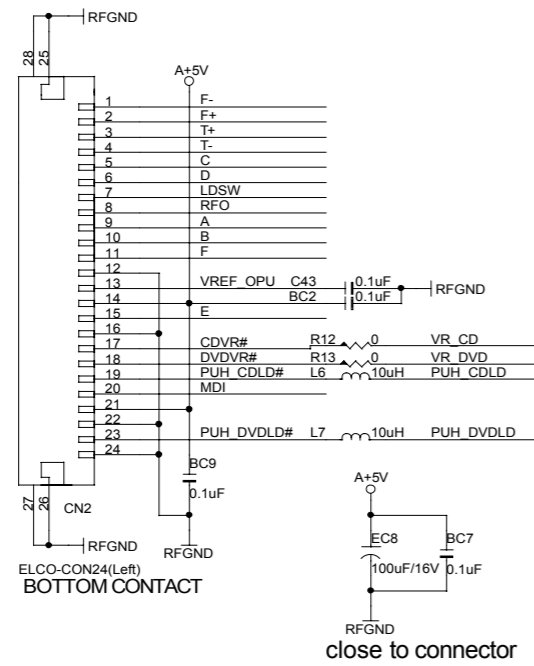 RFGND
28
25
A+5V
1 F-
2 F+
3 T+
4 T-
5 C
6 D
7 LDSW
8 RFO
9 A
10 B
11 F
12
13 VREF_OPU C43 0.1uF RFGND
14 BC2 0.1uF
15 E
16
17 CDVR# R12 0 VR_CD
18 DVDVR# R13 0 VR_DVD
19 PUH_CDLD# L6 10uH PUH_CDLD
20 MDI
21
22
23 PUH_DVDLD# L7 10uH PUH_DVDLD
24
BC9
0.1uF
A+5V
27
26
CN2
RFGND
RFGND
EC8
100uF/16V
BC7
0.1uF
ELCO-CON24(Left)
BOTTOM CONTACT
RFGND
close to connector